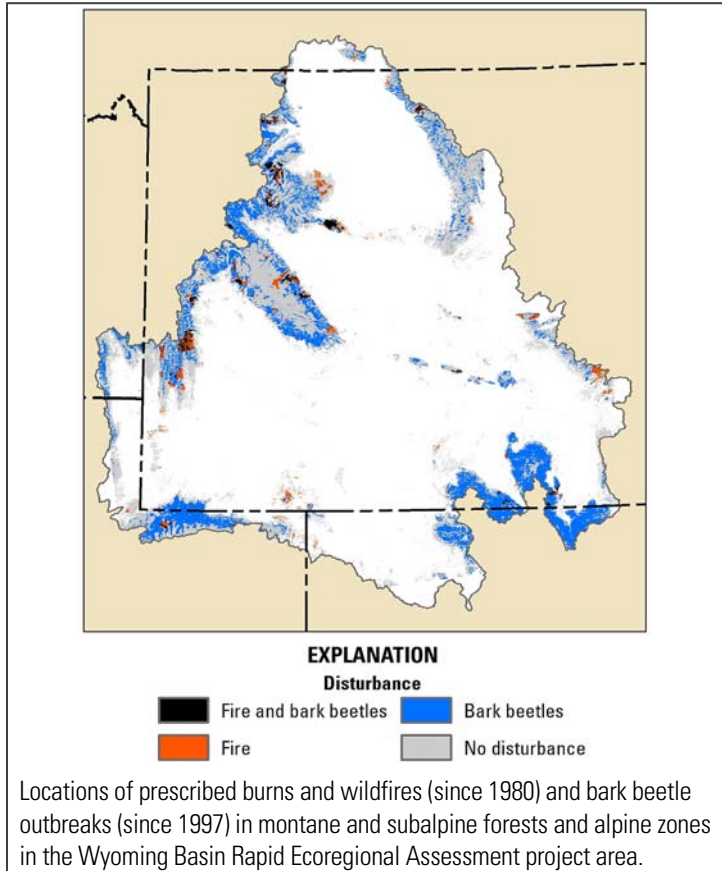 EXPLANATION
Disturbance
Fire and bark beetles
Bark beetles
Fire
No disturbance
Locations of prescribed burns and wildfires (since 1980) and bark beetle
outbreaks (since 1997) in montane and subalpine forests and alpine zones
in the Wyoming Basin Rapid Ecoregional Assessment project area.